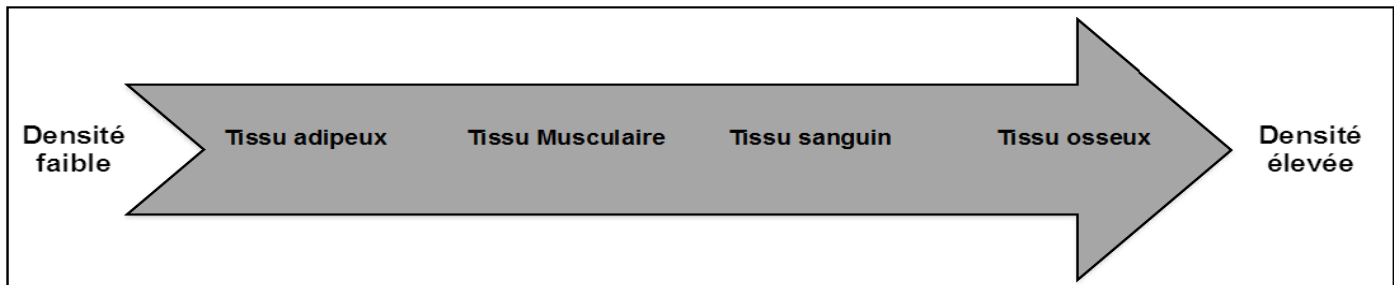 Densité
faible
Tissu adipeux
Tissu Musculaire
Tissu sanguin
Tissu osseux
Densité
élevée